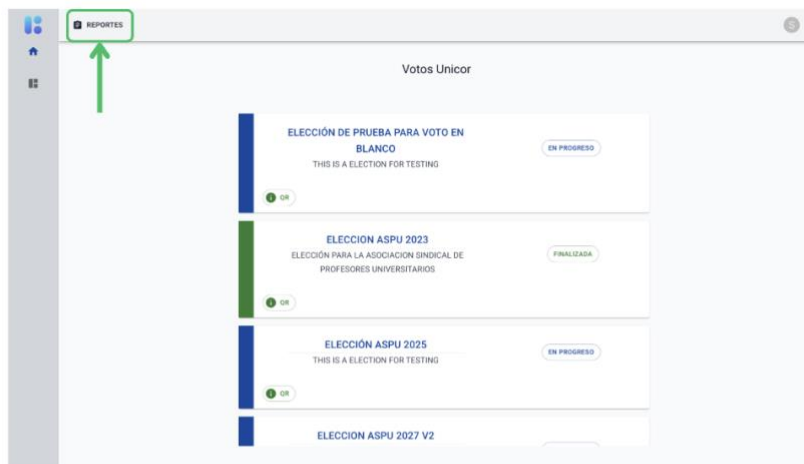 REPORTES
S
Votos Unicor
ELECCIÓN DE PRUEBA PARA VOTO EN
BLANCO
THIS IS A ELECTION FOR TESTING
EN PROGRESO
QR
ELECCION ASPU 2023
ELECCIÓN PARA LA ASOCIACION SINDICAL DE
PROFESORES UNIVERSITARIOS
FINALIZADA
QR
ELECCIÓN ASPU 2025
THIS IS A ELECTION FOR TESTING
EN PROGRESO
QR
ELECCION ASPU 2027 V2